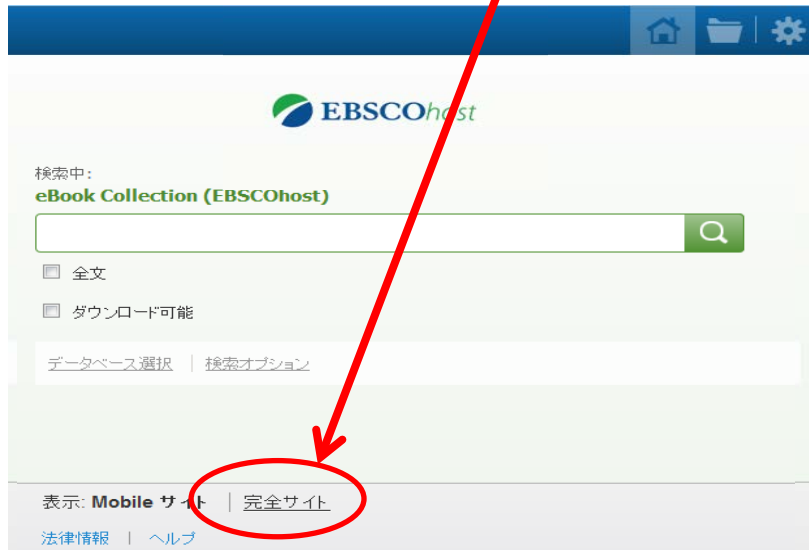 EBSCOhost
検索中:
eBook Collection (EBSCOhost)
全文
ダウンロード可能
データベース選択 | 検索オプション
表示: Mobile サイト | 完全サイト
法律情報 | ヘルプ